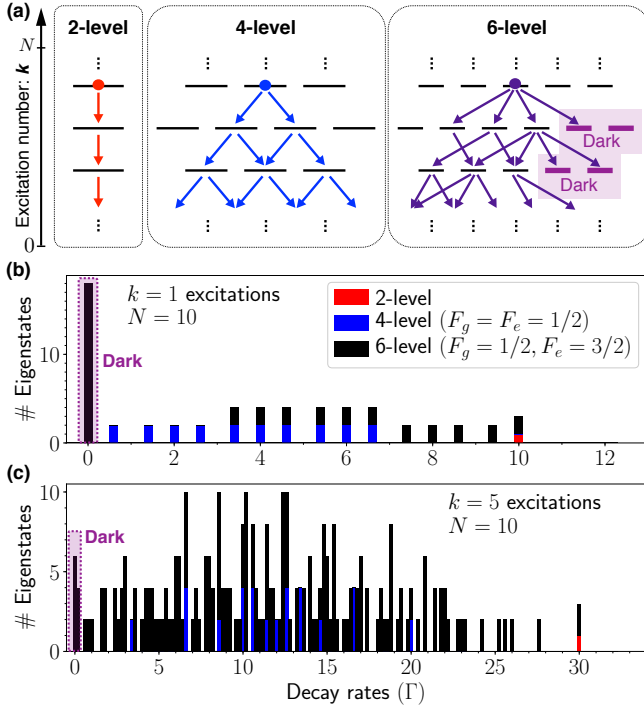 (a)
2-level
4-level
6-level
Excitation number: k
N
0
Dark
Dark
(b)
k = 1 excitations
N = 10
2-level
4-level (F_g = F_e = 1/2)
6-level (F_g = 1/2, F_e = 3/2)
Dark
# Eigenstates
10
0
0 2 4 6 8 10 12
(c)
k = 5 excitations
N = 10
Dark
# Eigenstates
10
5
0
0 5 10 15 20 25 30
Decay rates (Γ)